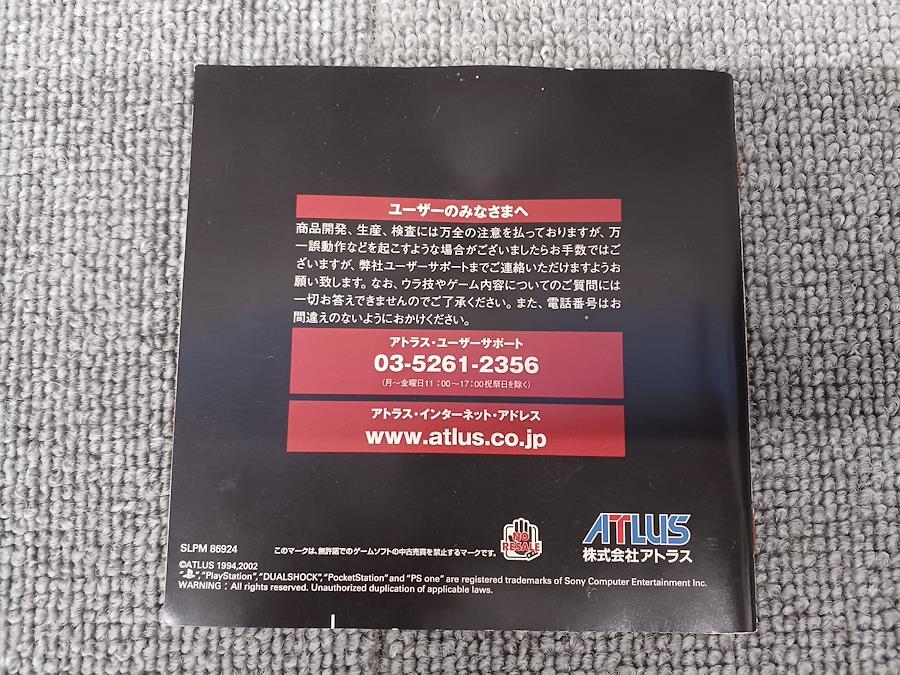 ユーザーのみなさまへ
商品開発、生産、検査には万全の注意を払っておりますが、万
一誤動作などを起こすような場合がございましたらお手数ではご
ざいますが、弊社ユーザーサポートまでご連絡いただけますようお
願い致します。なお、ウラ技やゲーム内容についてのご質問には
一切お答えできませんのでご了承ください。また、電話番号はお
間違えのないようにおかけください。
アトラス・ユーザーサポート
03-5261-2356
(月〜金曜日11：00〜17：00祝祭日を除く)
アトラス・インターネット・アドレス
www.atlus.co.jp
NO
RESALE
ATLUS
株式会社アトラス
SLPM 86924
このマークは、無許諾でのゲームソフトの中古売買を禁止するマークです。
©ATLUS 1994,2002
" ","PlayStation","DUALSHOCK","PocketStation" and "PS one" are registered trademarks of Sony Computer Entertainment Inc.
WARNING : All rights reserved. Unauthorized duplication of applicable laws.